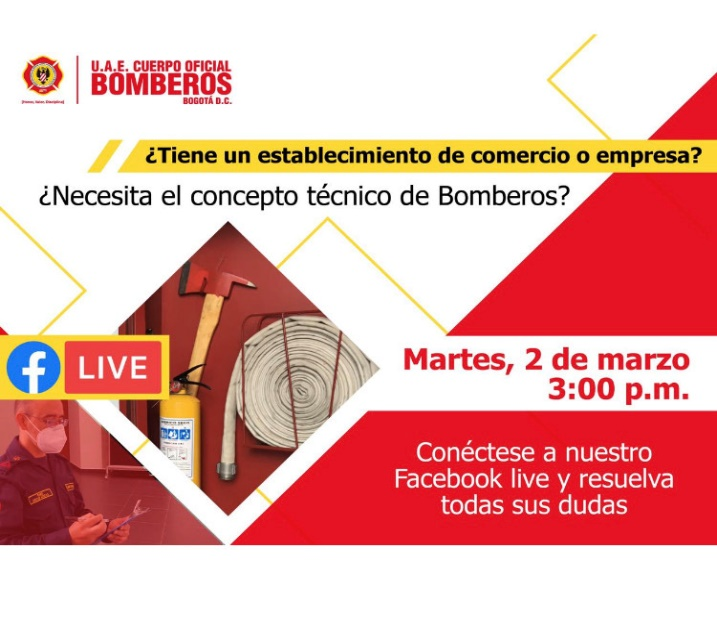 U.A.E. CUERPO OFICIAL
BOMBEROS
BOGOTÁ D.C.
¿Tiene un establecimiento de comercio o empresa?
¿Necesita el concepto técnico de Bomberos?
LIVE
Martes, 2 de marzo
3:00 p.m.
Conéctese a nuestro
Facebook live y resuelva
todas sus dudas